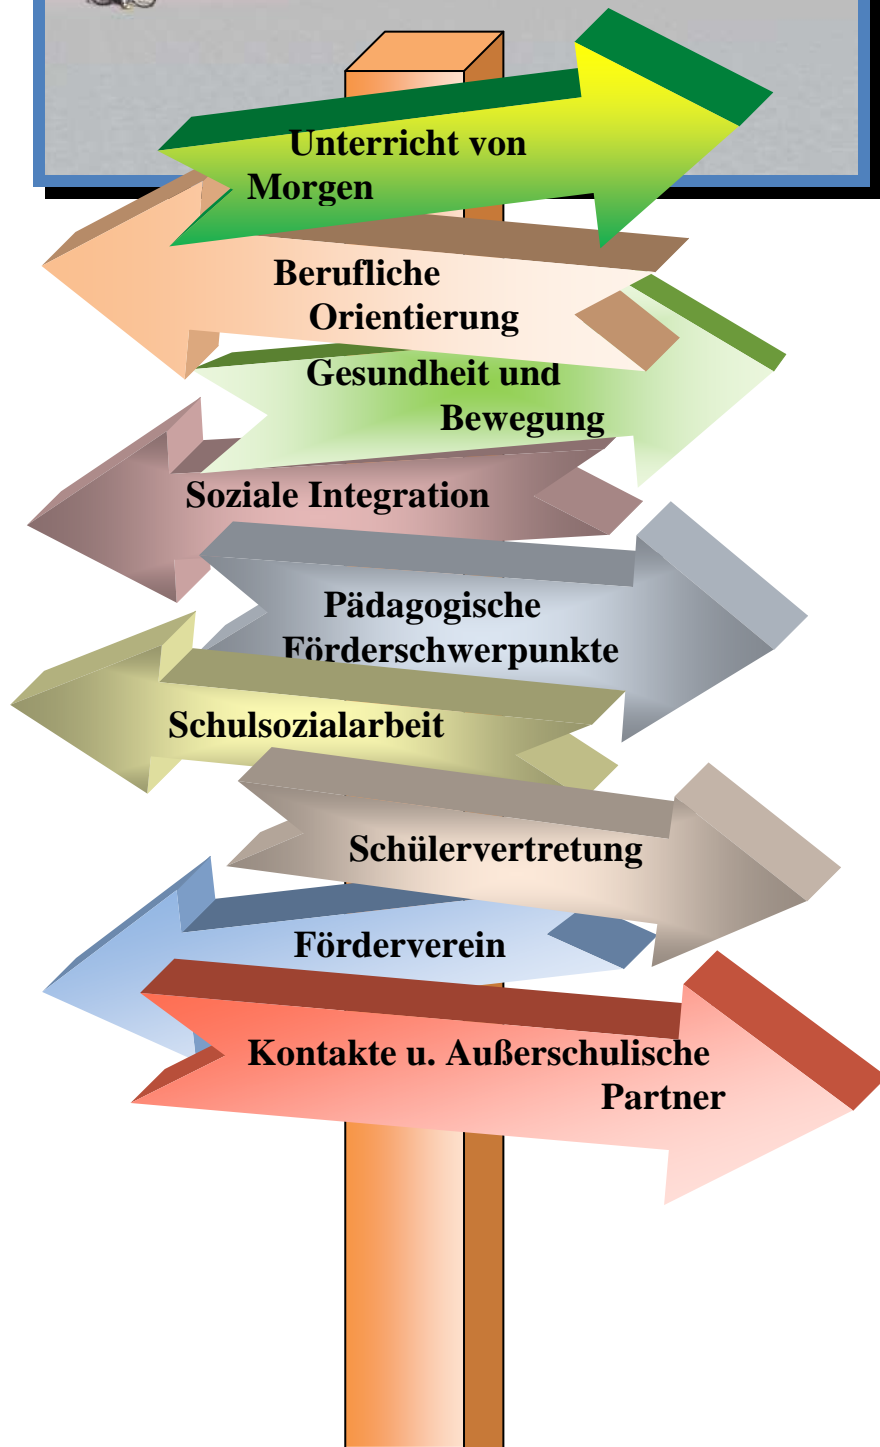 Unterricht von
Morgen
Berufliche
Orientierung
Gesundheit und
Bewegung
Soziale Integration
Pädagogische
Förderschwerpunkte
Schulsozialarbeit
Schülervertretung
Förderverein
Kontakte u. Außerschulische
Partner